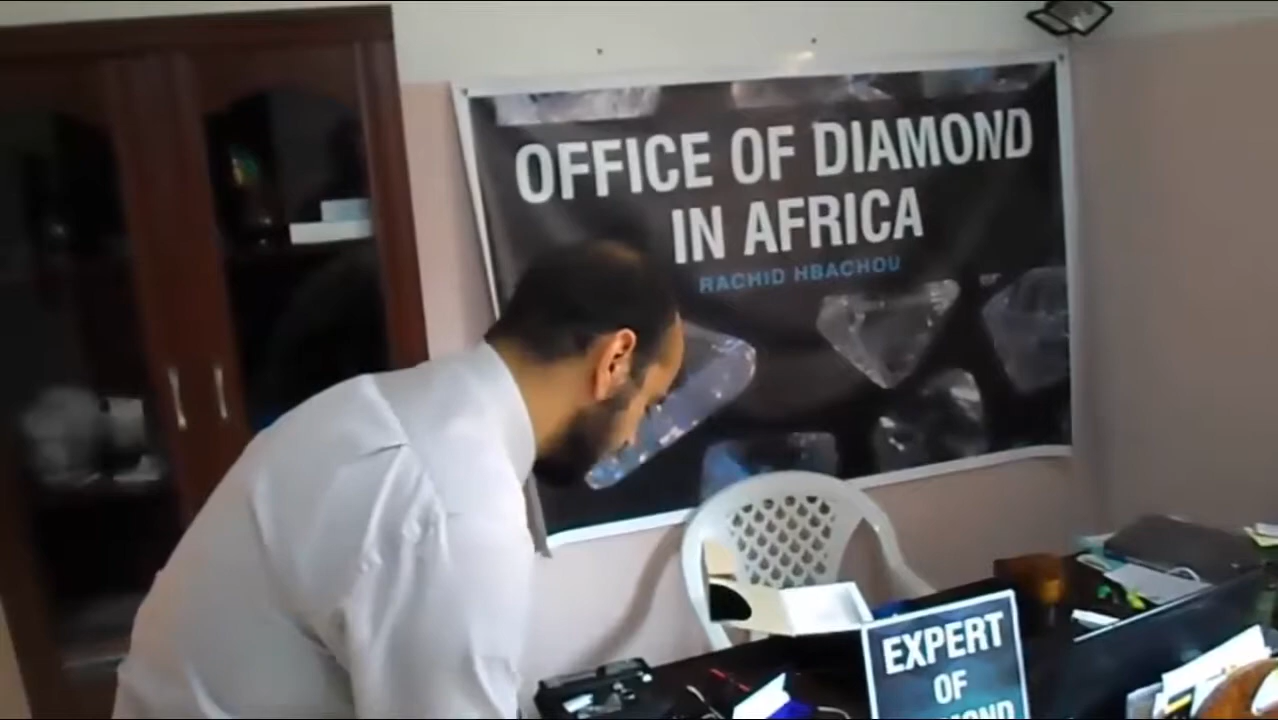 OFFICE OF DIAMOND
IN AFRICA
RACHID HBACHOU
EXPERT
OF